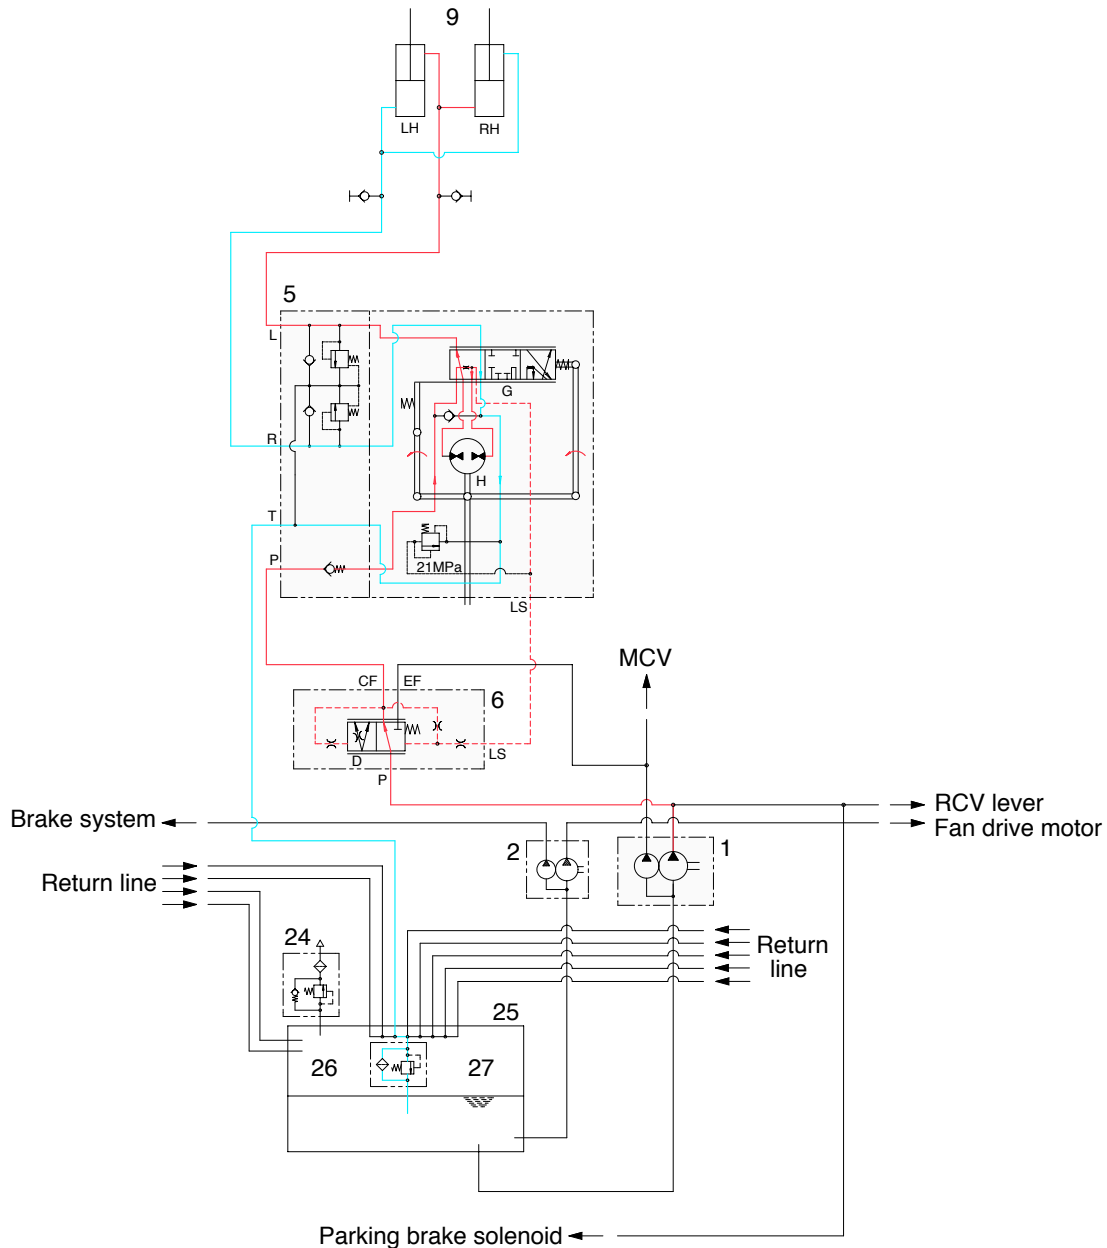 9
LH
RH
5
L
G
R
H
T
P
21MPa
LS
MCV
CF
EF
6
LS
D
P
RCV lever
Brake system
Fan drive motor
2
1
Return line
24
Return
line
25
26
27
Parking brake solenoid